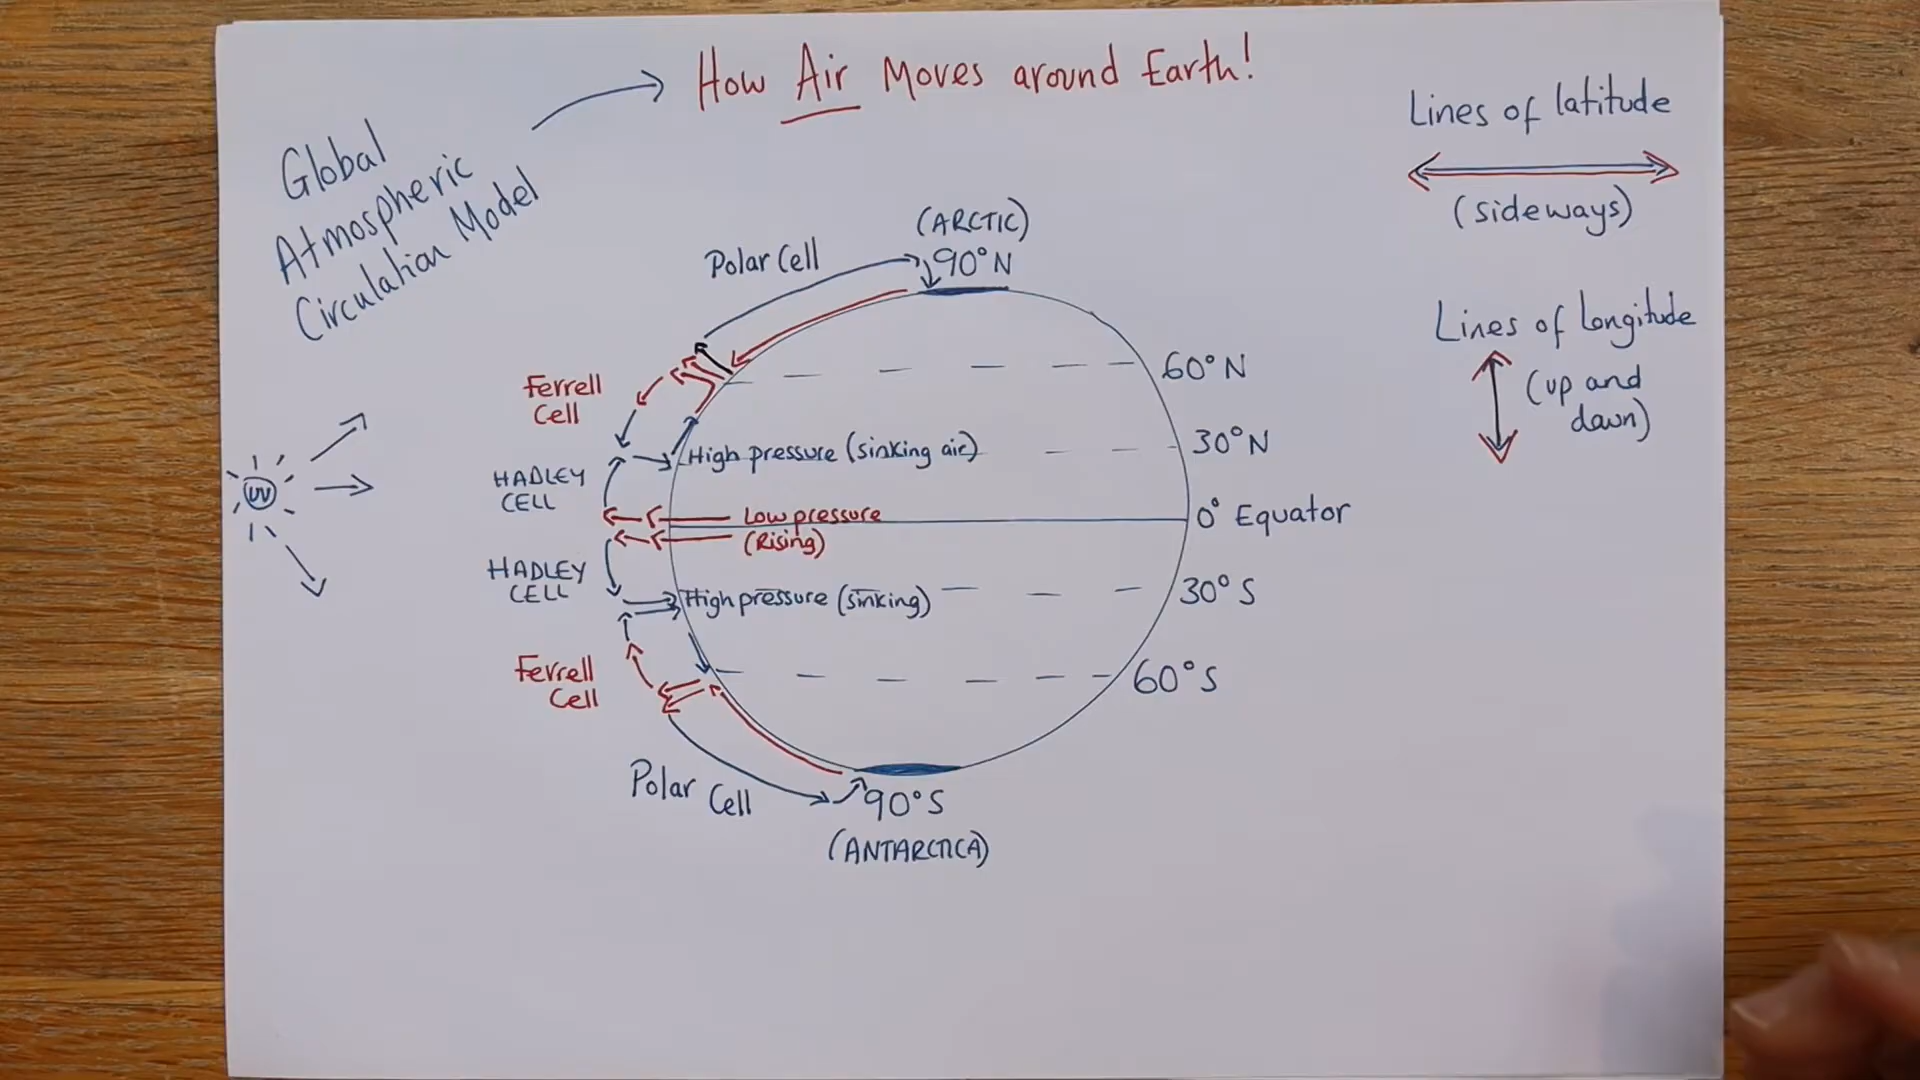 How Air Moves around Earth!
Global
Atmospheric
Circulation Model
Lines of latitude
(sideways)
Lines of longitude
(up and
down)
(ARCTIC)
90°N
Polar Cell
60°N
Ferrell
Cell
30°N
High pressure (sinking air)
HADLEY
CELL
UV
Low pressure
(Rising)
0° Equator
HADLEY
CELL
High pressure (sinking)
30°S
Ferrell
Cell
60°S
Polar Cell
90°S
(ANTARCTICA)